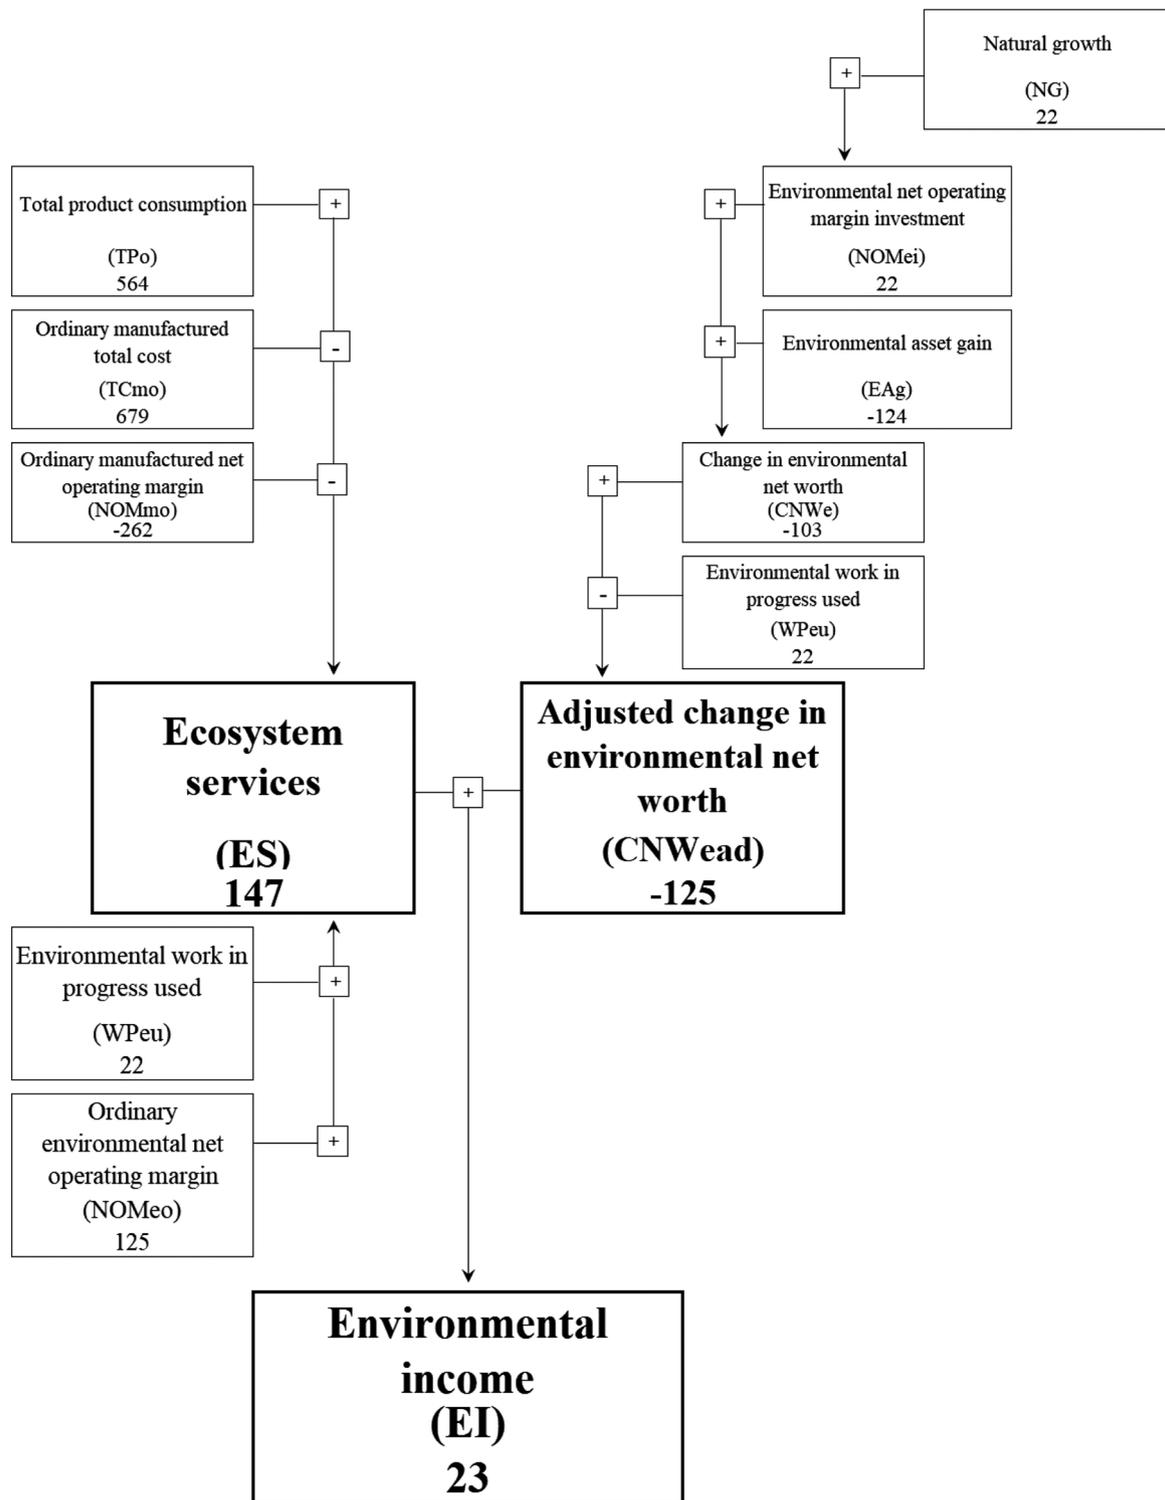 Natural growth
(NG)
22
+
Total product consumption
(TPo)
564
+
Environmental net operating
margin investment
(NOMei)
22
+
Ordinary manufactured
total cost
(TCmo)
679
-
Environmental asset gain
(EAg)
-124
+
Ordinary manufactured net
operating margin
(NOMmo)
-262
-
Change in environmental
net worth
(CNWe)
-103
+
Environmental work in
progress used
(WPeu)
22
-
Ecosystem
services
(ES)
147
+
Adjusted change in
environmental net
worth
(CNWead)
-125
Environmental work in
progress used
(WPeu)
22
+
Ordinary
environmental net
operating margin
(NOMeo)
125
+
Environmental
income
(EI)
23